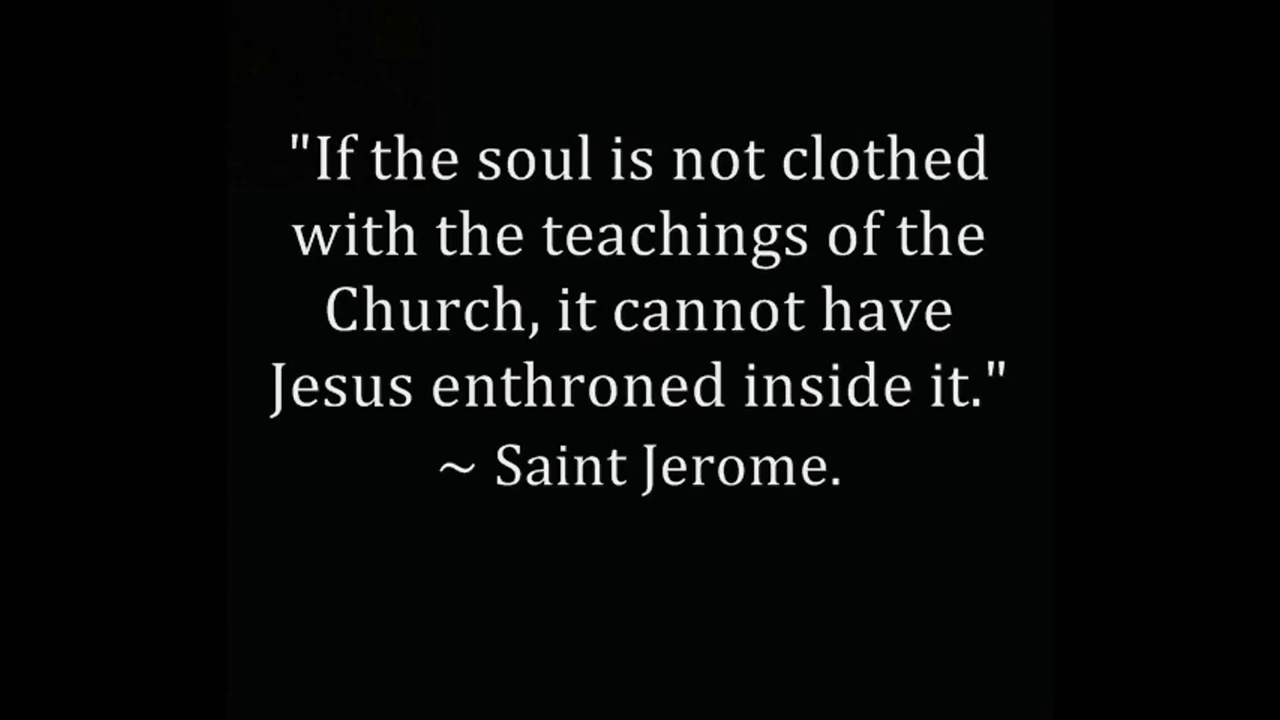 "If the soul is not clothed
with the teachings of the
Church, it cannot have
Jesus enthroned inside it."
~ Saint Jerome.